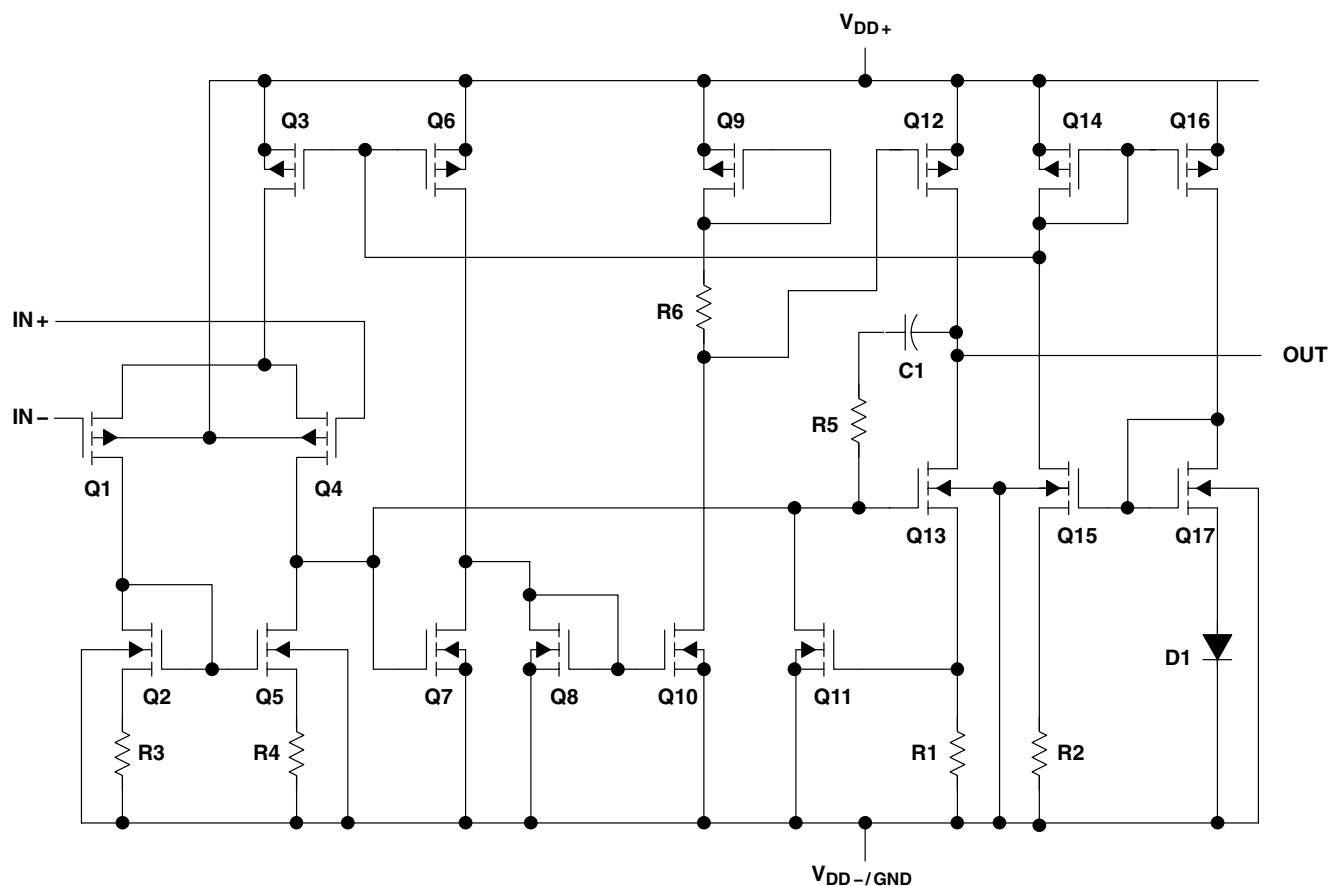 VDD+
Q3
Q6
Q9
Q12
Q14
Q16
IN+
R6
OUT
C1
IN−
R5
Q1
Q4
Q13
Q15
Q17
D1
Q2
Q5
Q7
Q8
Q10
Q11
R3
R4
R1
R2
VDD−/GND